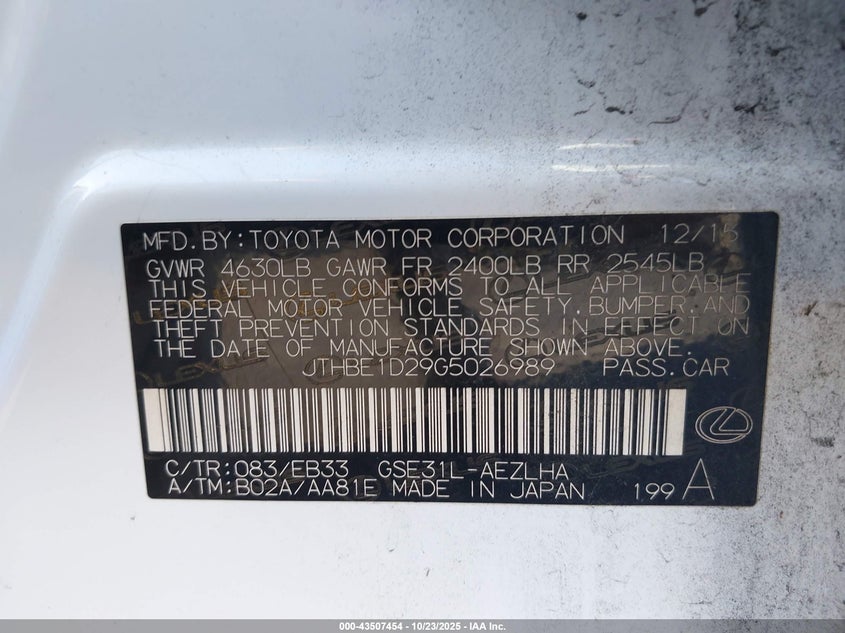 MFD. BY: TOYOTA MOTOR CORPORATION 12/15
GVWR 4630LB GAWR FR 2400LB RR 2545LB
THIS VEHICLE CONFORMS TO ALL APPLICABLE
FEDERAL MOTOR VEHICLE SAFETY, BUMPER, AND
THEFT PREVENTION STANDARDS IN EFFECT ON
THE DATE OF MANUFACTURE SHOWN ABOVE.
JTHBE1D29G5026989 PASS.CAR
C/TR: 083/EB33 GSE31L-AEZLHA
A/TM: B02A/AA81E MADE IN JAPAN 199 A
000-43507454 - 10/23/2025 - IAA Inc.